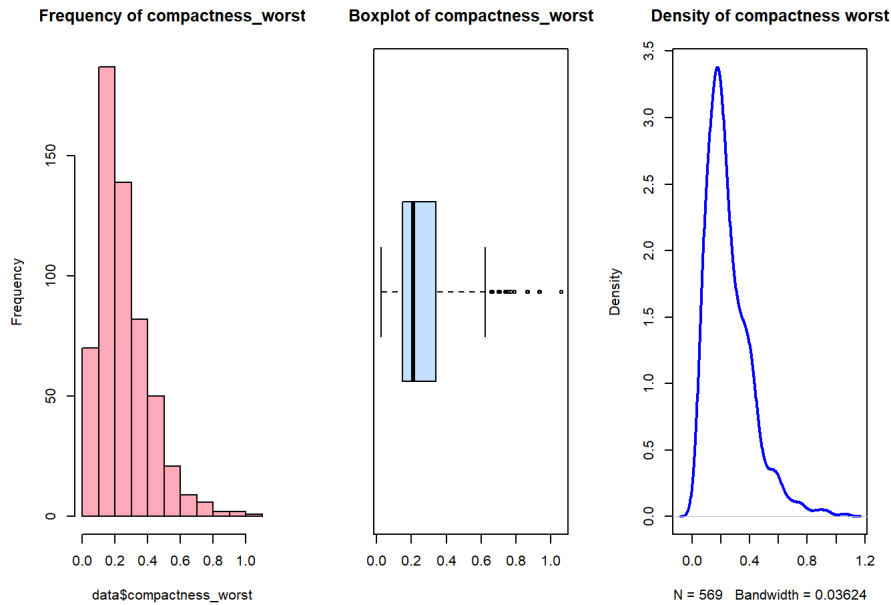 Frequency of compactness_worst
Frequency
0
50
100
150
0.0 0.2 0.4 0.6 0.8 1.0
data$compactness_worst
Boxplot of compactness_worst
0.0 0.2 0.4 0.6 0.8 1.0
Density of compactness worst
Density
0.0
0.5
1.0
1.5
2.0
2.5
3.0
3.5
0.0 0.4 0.8 1.2
N = 569 Bandwidth = 0.03624